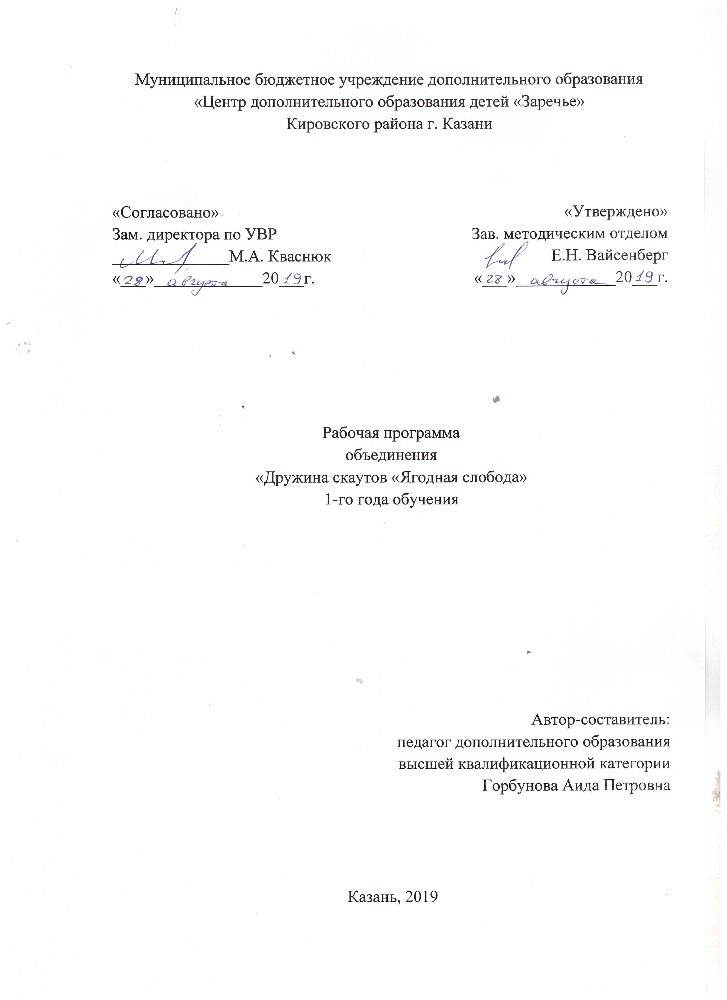 Муниципальное бюджетное учреждение дополнительного образования
«Центр дополнительного образования детей «Заречье»
Кировского района г. Казани
«Согласовано»
Зам. директора по УВР
М.А. Кваснюк
«28» августа 2019г.
«Утверждено»
Зав. методическим отделом
Е.Н. Вайсенберг
«28» августа 2019г.
Рабочая программа
объединения
«Дружина скаутов «Ягодная слобода»
1-го года обучения
Автор-составитель:
педагог дополнительного образования
высшей квалификационной категории
Горбунова Аида Петровна
Казань, 2019